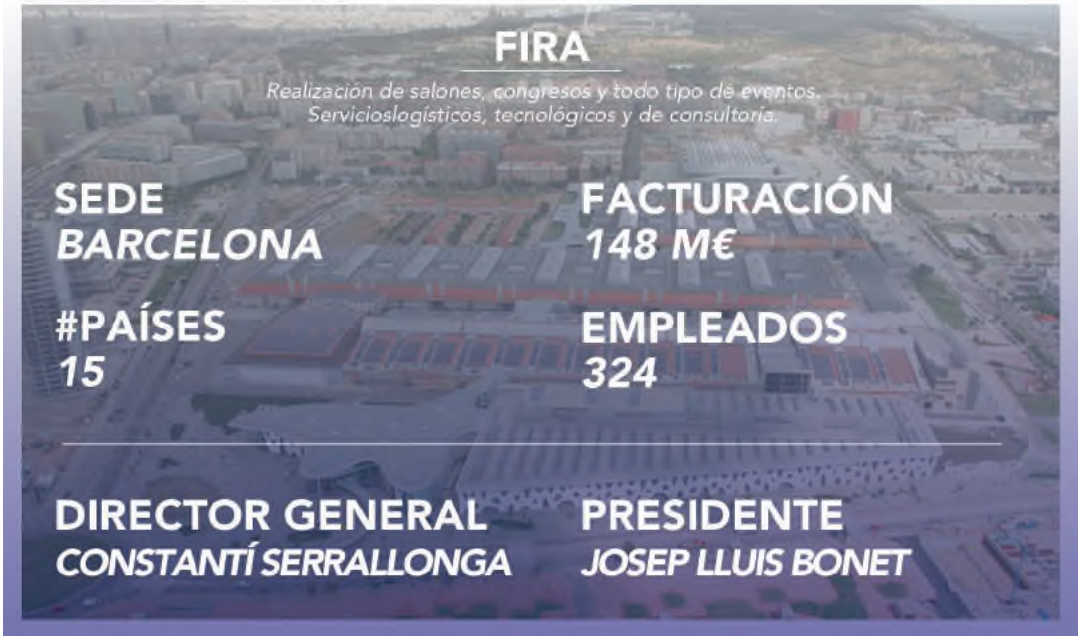 FIRA
Realización de salones, congresos y todo tipo de eventos.
Servicioslogísticos, tecnológicos y de consultoría.
SEDE
BARCELONA
FACTURACIÓN
148 M€
#PAÍSES
15
EMPLEADOS
324
DIRECTOR GENERAL
CONSTANTÍ SERRALLONGA
PRESIDENTE
JOSEP LLUIS BONET